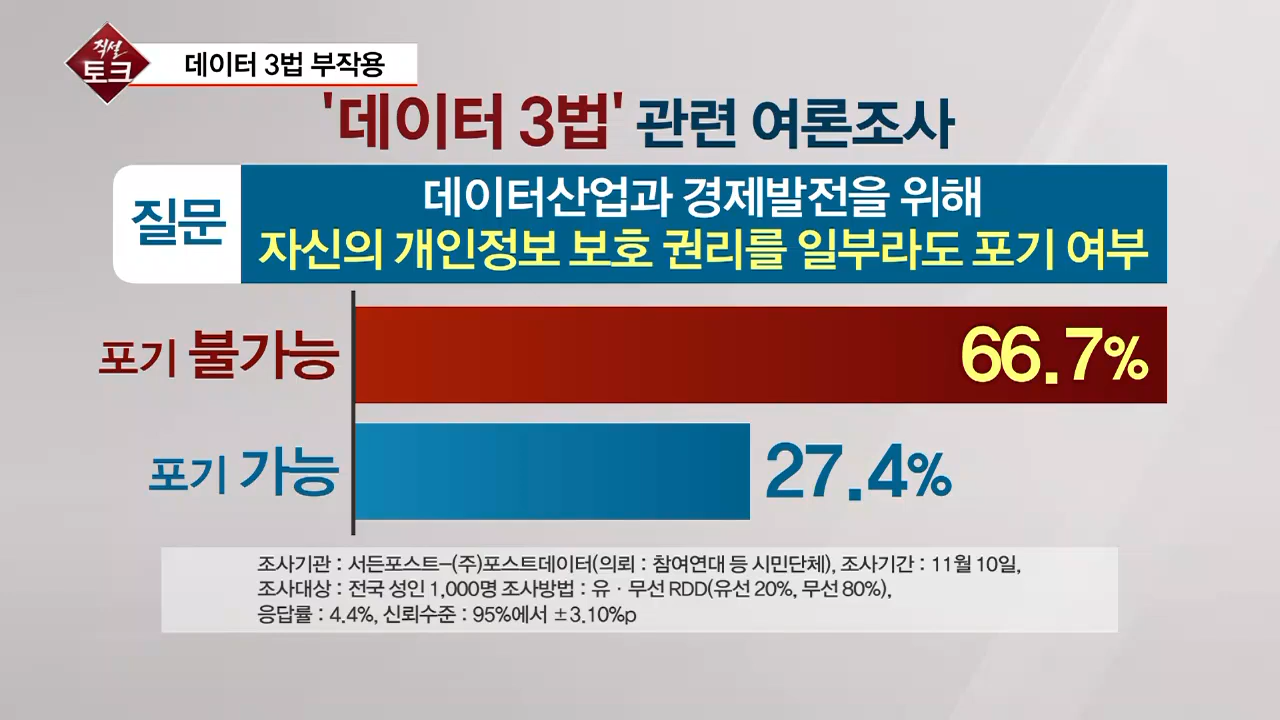 직설
토크
데이터 3법 부작용
'데이터 3법' 관련 여론조사
질문
데이터산업과 경제발전을 위해
자신의 개인정보 보호 권리를 일부라도 포기 여부
포기 불가능
66.7%
포기 가능
27.4%
조사기관 : 서든포스트-(주)포스트데이터(의뢰 : 참여연대 등 시민단체), 조사기간 : 11월 10일,
조사대상 : 전국 성인 1,000명 조사방법 : 유 · 무선 RDD(유선 20%, 무선 80%),
응답률 : 4.4%, 신뢰수준 : 95%에서 ±3.10%p